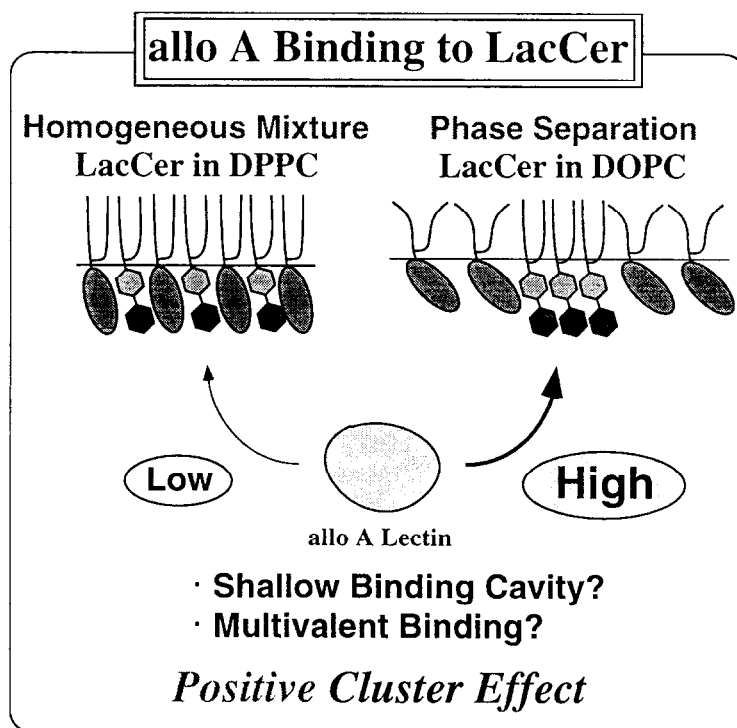 allo A Binding to LacCer
Homogeneous Mixture
LacCer in DPPC
Phase Separation
LacCer in DOPC
Low
High
allo A Lectin
· Shallow Binding Cavity?
· Multivalent Binding?
Positive Cluster Effect